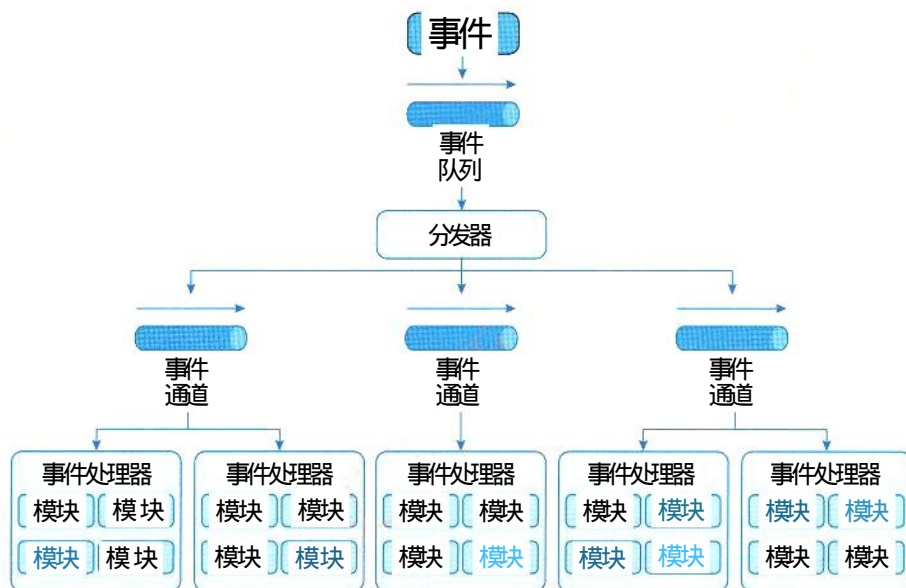 事件
事件
队列
分发器
事件
通道
事件
通道
事件
通道
事件处理器
模块 模块
模块 模块
事件处理器
模块 模块
模块 模块
事件处理器
模块 模块
模块 模块
事件处理器
模块 模块
模块 模块
事件处理器
模块 模块
模块 模块